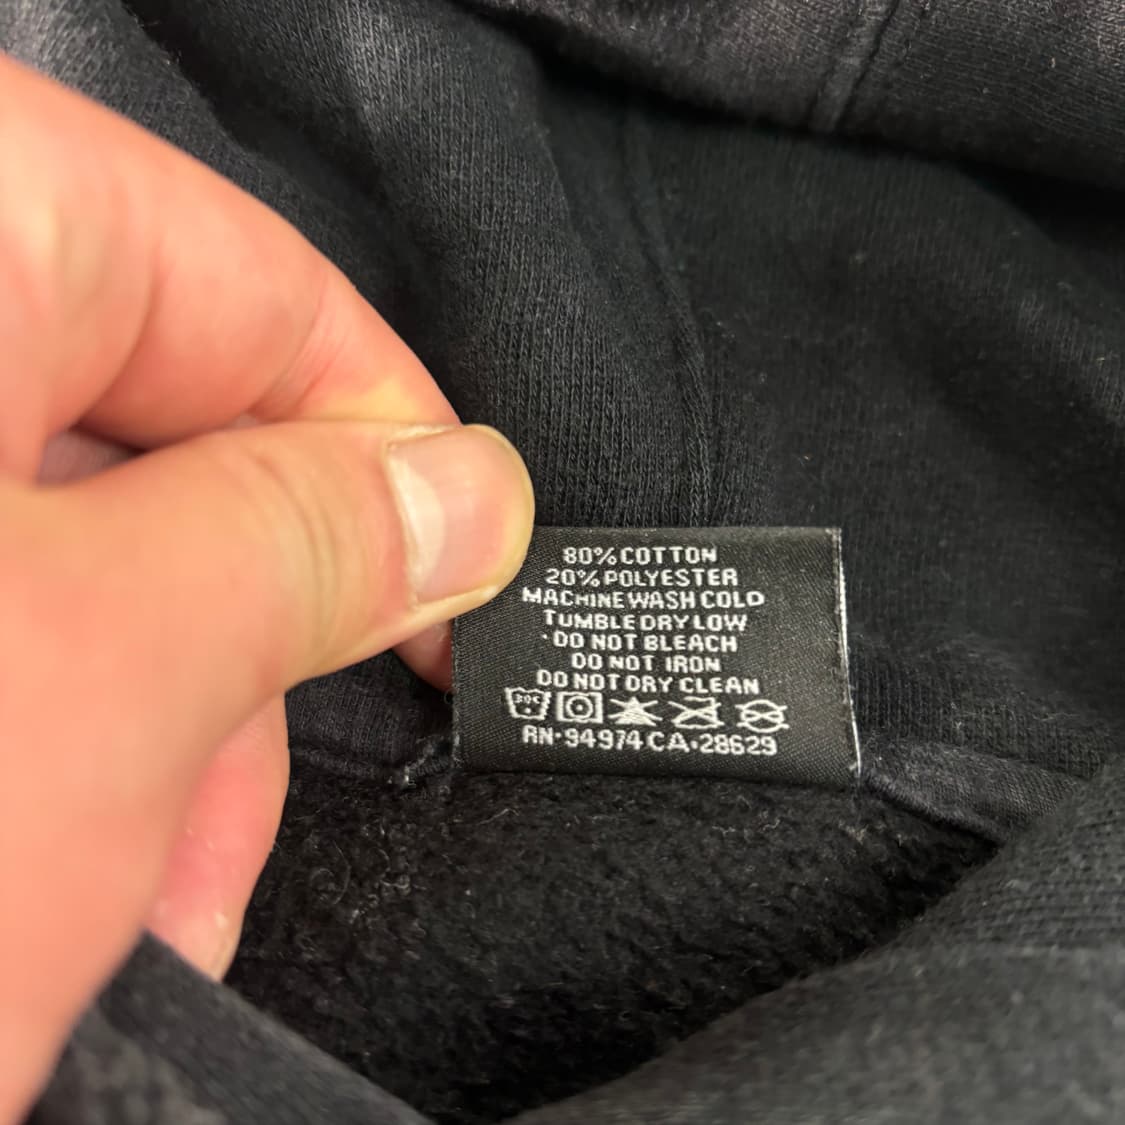 80% COTTON
20% POLYESTER
MACHINE WASH COLD
TUMBLE DRY LOW
·DO NOT BLEACH
DO NOT IRON
DO NOT DRY CLEAN
30C
RN·94974 CA·28629